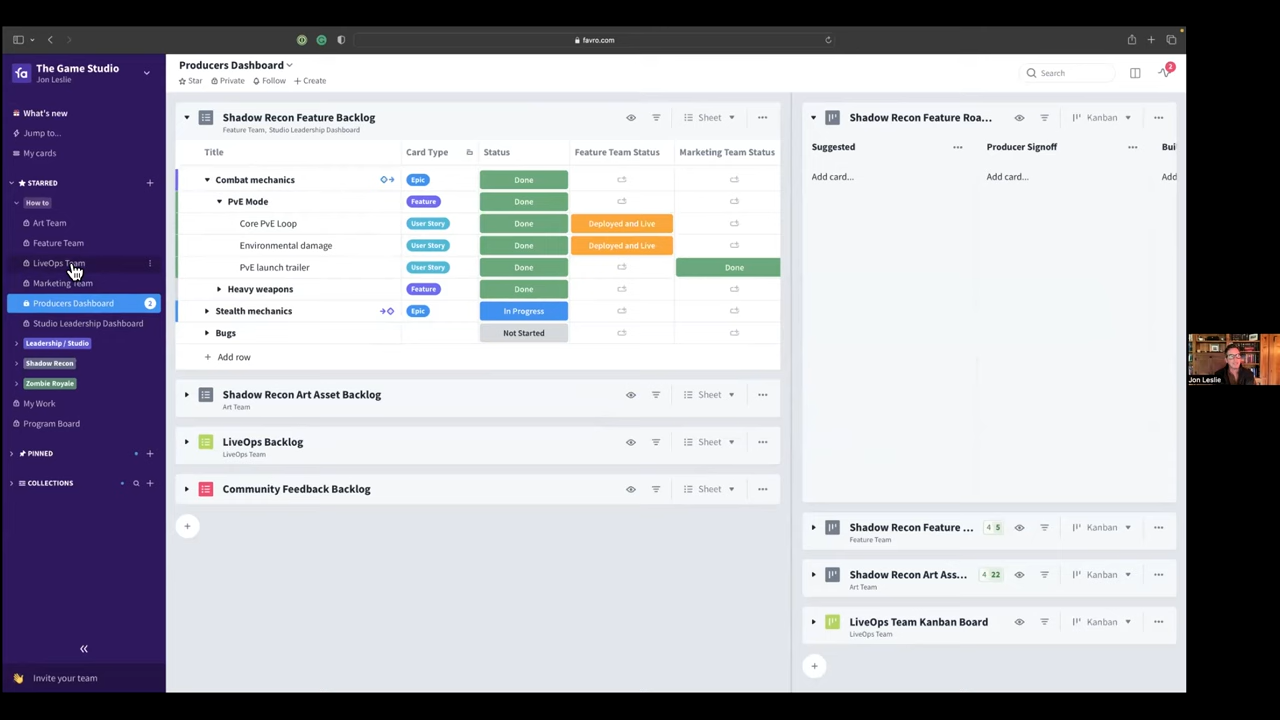 favro.com
The Game Studio
Jon Leslie
What's new
Jump to...
My cards
STARRED
How to
Art Team
Feature Team
LiveOps Team
Marketing Team
Producers Dashboard 2
Studio Leadership Dashboard
Leadership / Studio
Shadow Recon
Zombie Royale
My Work
Program Board
PINNED
COLLECTIONS
Invite your team
Producers Dashboard
Star Private Follow Create
Search
2
Shadow Recon Feature Backlog Sheet
Feature Team, Studio Leadership Dashboard
Title Card Type Status Feature Team Status Marketing Team Status
Combat mechanics Epic Done
PvE Mode Feature Done
Core PvE Loop User Story Done Deployed and Live
Environmental damage User Story Done Deployed and Live
PvE launch trailer User Story Done Done
Heavy weapons Feature Done
Stealth mechanics Epic In Progress
Bugs Not Started
Add row
Shadow Recon Art Asset Backlog Sheet
Art Team
LiveOps Backlog Sheet
LiveOps Team
Community Feedback Backlog Sheet
Shadow Recon Feature Roa... Kanban
Suggested Producer Signoff Bui
Add card... Add card... Add
Shadow Recon Feature ... 4 5 Kanban
Feature Team
Shadow Recon Art Ass... 4 22 Kanban
Art Team
LiveOps Team Kanban Board Kanban
LiveOps Team
Jon Leslie